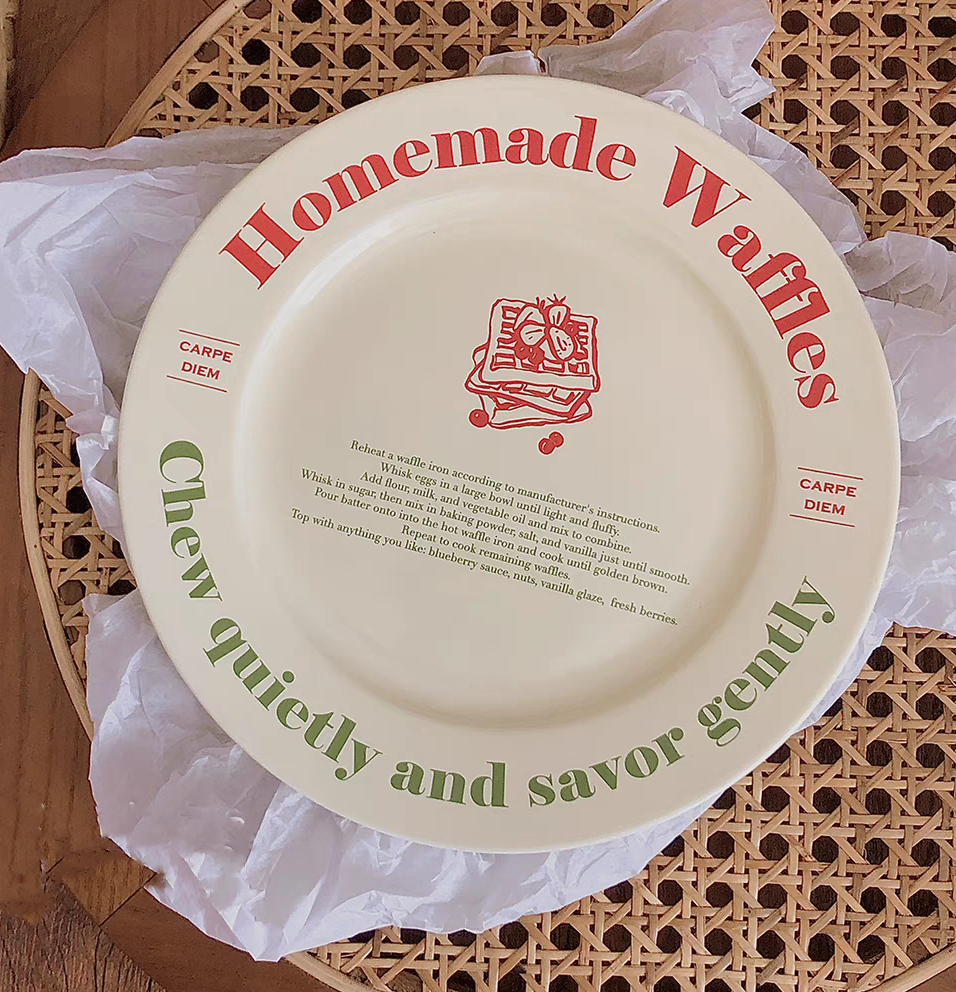 Homemade Waffles
CARPE
DIEM
CARPE
DIEM
Reheat a waffle iron according to manufacturer's instructions.
Whisk eggs in a large bowl until light and fluffy.
Add flour, milk, and vegetable oil and mix to combine.
Whisk in sugar, then mix in baking powder, salt, and vanilla just until smooth.
Pour batter onto into the hot waffle iron and cook until golden brown.
Repeat to cook remaining waffles.
Top with anything you like: blueberry sauce, nuts, vanilla glaze, fresh berries.
Chew quietly and savor gently